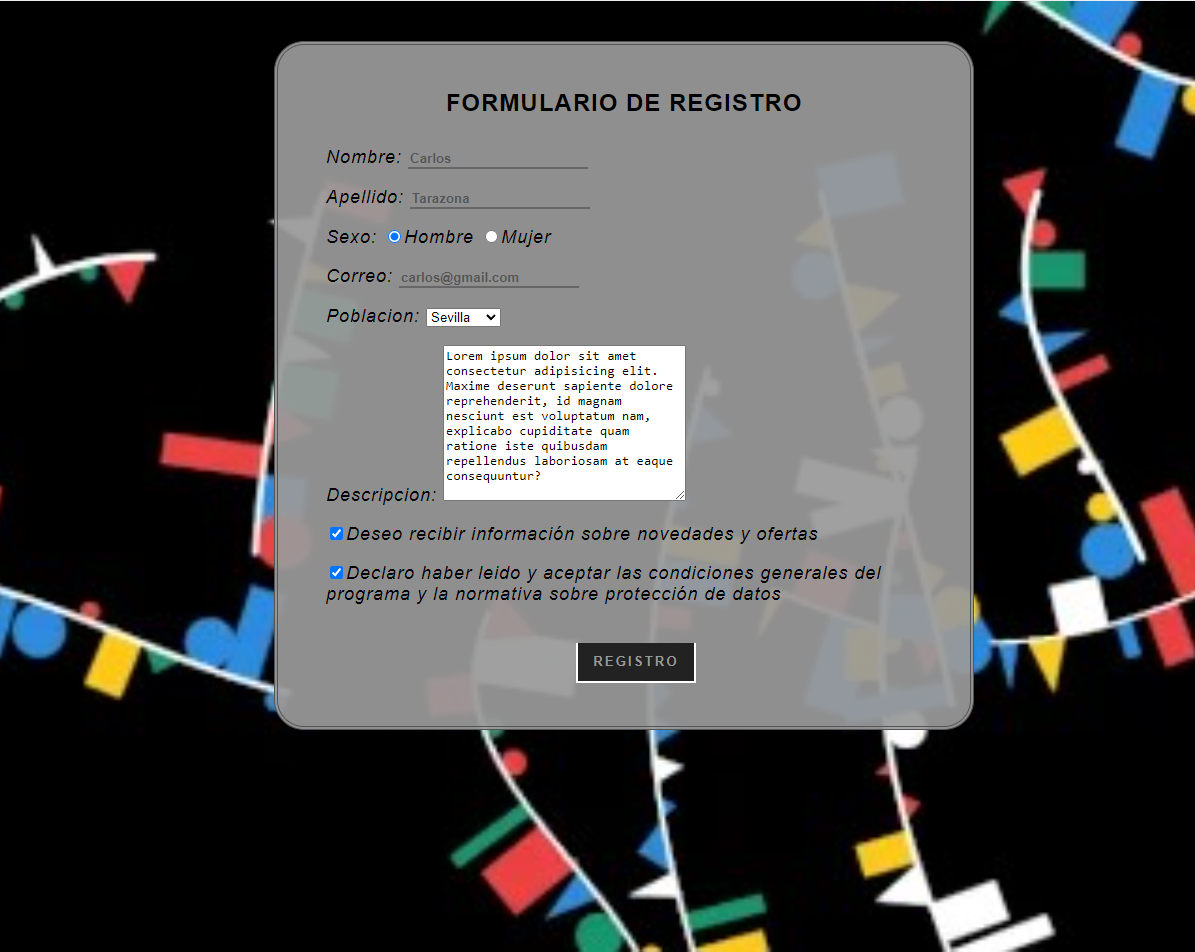 FORMULARIO DE REGISTRO
Nombre: Carlos
Apellido: Tarazona
Sexo: Hombre Mujer
Correo: carlos@gmail.com
Poblacion: Sevilla
Lorem ipsum dolor sit amet
consectetur adipisicing elit.
Maxime deserunt sapiente dolore
reprehenderit, id magnam
nesciunt est voluptatum nam,
explicabo cupiditate quam
ratione iste quibusdam
repellendus laboriosam at eaque
consequuntur?
Descripcion:
Deseo recibir información sobre novedades y ofertas
Declaro haber leido y aceptar las condiciones generales del
programa y la normativa sobre protección de datos
REGISTRO